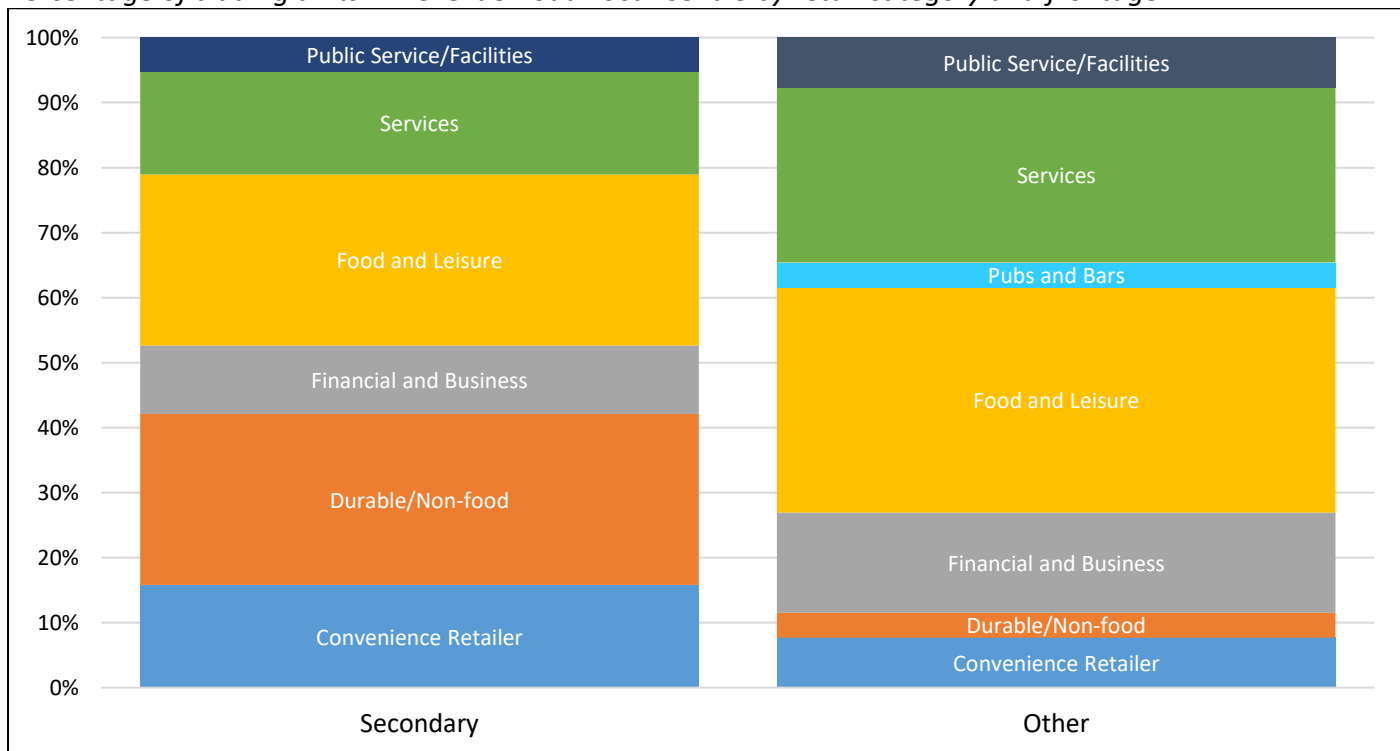 100%
90%
80%
70%
60%
50%
40%
30%
20%
10%
0%
Public Service/Facilities
Services
Food and Leisure
Financial and Business
Durable/Non-food
Convenience Retailer
Public Service/Facilities
Services
Pubs and Bars
Food and Leisure
Financial and Business
Durable/Non-food
Convenience Retailer
Secondary
Other